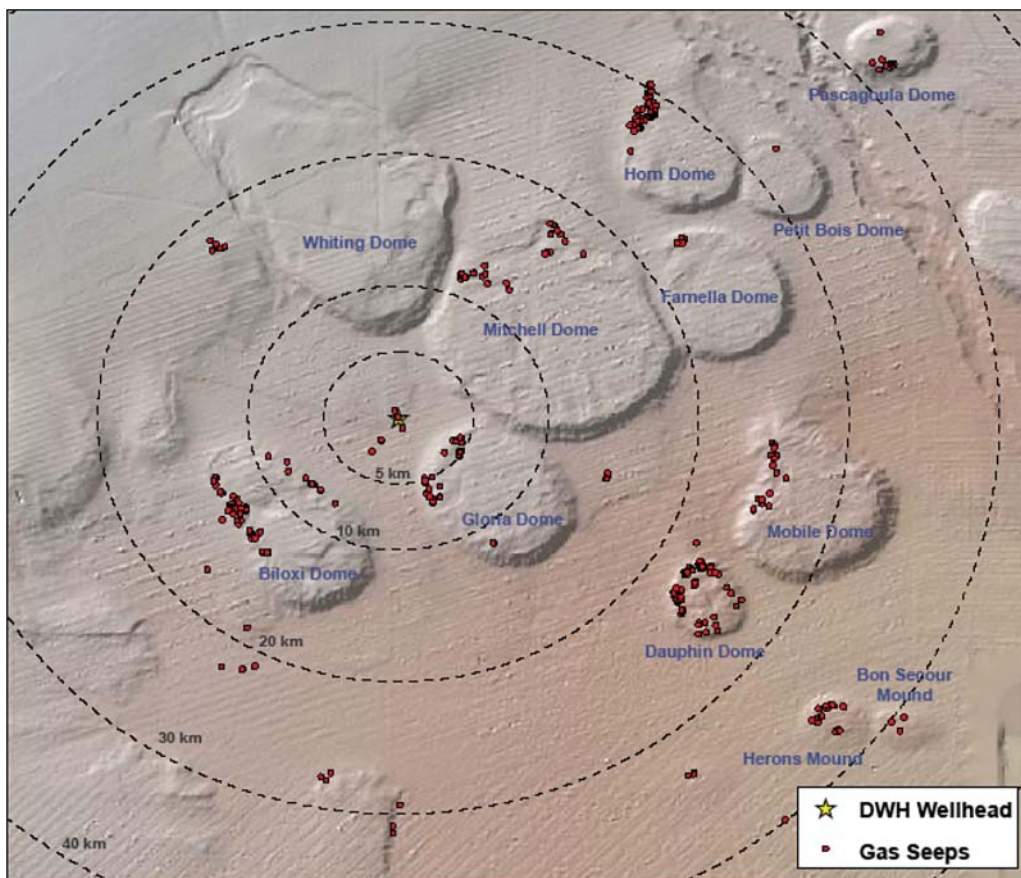 Pascagoula Dome
Horn Dome
Petit Bois Dome
Whiting Dome
Farnella Dome
Mitchell Dome
5 km
Gloria Dome
10 km
Mobile Dome
Biloxi Dome
20 km
Dauphin Dome
Bon Secour
Mound
30 km
Herons Mound
40 km
DWH Wellhead
Gas Seeps